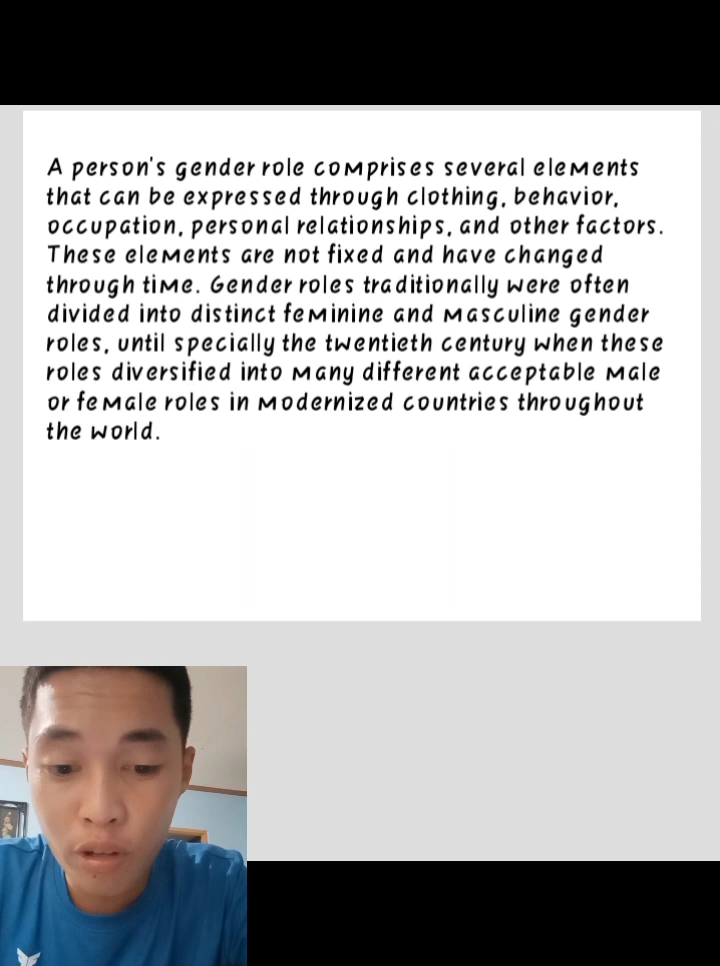 A person's gender role comprises several elements
that can be expressed through clothing, behavior,
occupation, personal relationships, and other factors.
These elements are not fixed and have changed
through time. Gender roles traditionally were often
divided into distinct feminine and masculine gender
roles, until specially the twentieth century when these
roles diversified into many different acceptable male
or female roles in modernized countries throughout
the world.